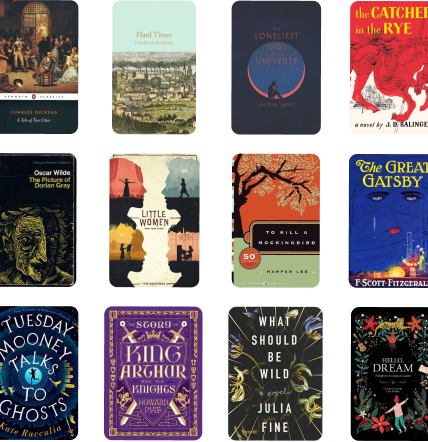 PENGUIN CLASSICS
CHARLES DICKENS
A Tale of Two Cities
Hard Times
CHARLES DICKENS
THE
LONELIEST
GIRL
IN THE
UNIVERSE
LAUREN JAMES
the CATCHER
in the RYE
a novel by J. D. SALINGER
Penguin Modern Classics
Oscar Wilde
The Picture of
Dorian Gray
LITTLE
WOMEN
TO KILL A
MOCKINGBIRD
50
HARPER LEE
The GREAT
GATSBY
F·SCOTT·FITZGERALD
TUESDAY
MOONEY
TALKS
TO
GHOSTS
Kate Racculia
STORY
KING
ARTHUR
AND HIS
KNIGHTS
HOWARD
PYLE
WHAT
SHOULD
BE
WILD
a novel
JULIA
FINE
HELLO,
DREAM